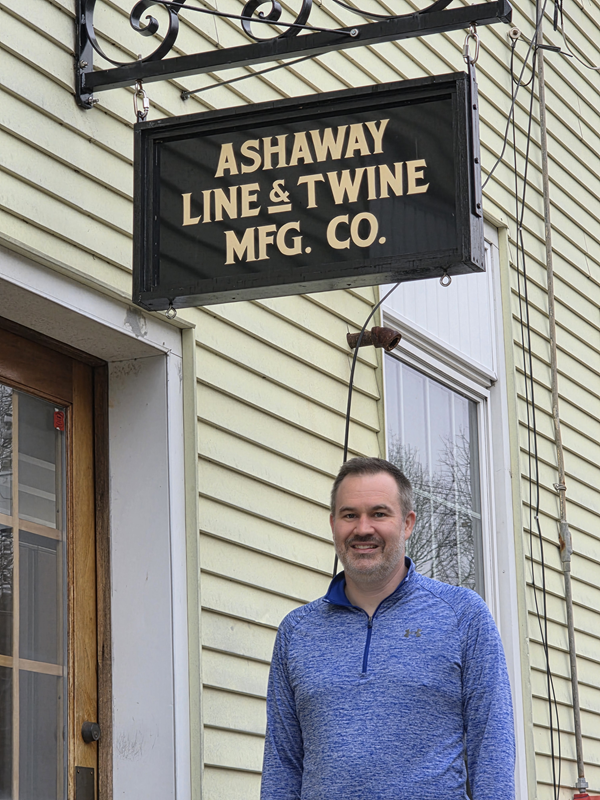 ASHAWAY
LINE & TWINE
MFG. CO.